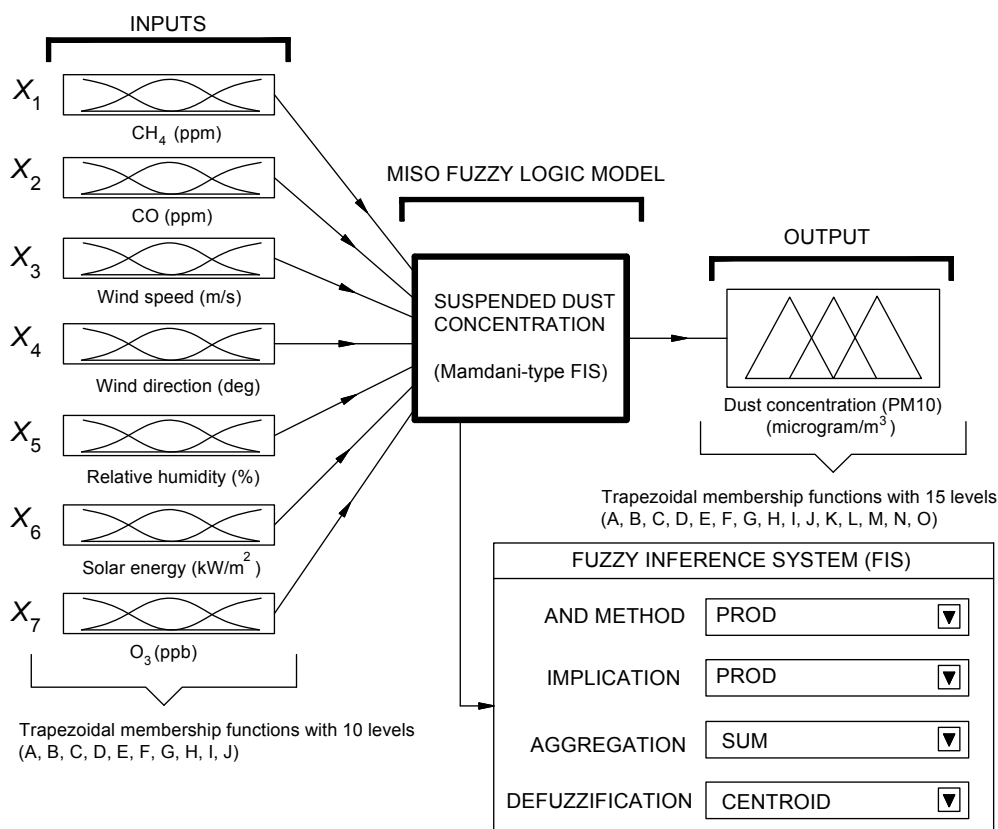 INPUTS
X1
CH4 (ppm)
X2
CO (ppm)
X3
Wind speed (m/s)
X4
Wind direction (deg)
X5
Relative humidity (%)
X6
Solar energy (kW/m2)
X7
O3 (ppb)
Trapezoidal membership functions with 10 levels
(A, B, C, D, E, F, G, H, I, J)
MISO FUZZY LOGIC MODEL
SUSPENDED DUST
CONCENTRATION
(Mamdani-type FIS)
OUTPUT
Dust concentration (PM10)
(microgram/m3)
Trapezoidal membership functions with 15 levels
(A, B, C, D, E, F, G, H, I, J, K, L, M, N, O)
FUZZY INFERENCE SYSTEM (FIS)
AND METHOD PROD
IMPLICATION PROD
AGGREGATION SUM
DEFUZZIFICATION CENTROID